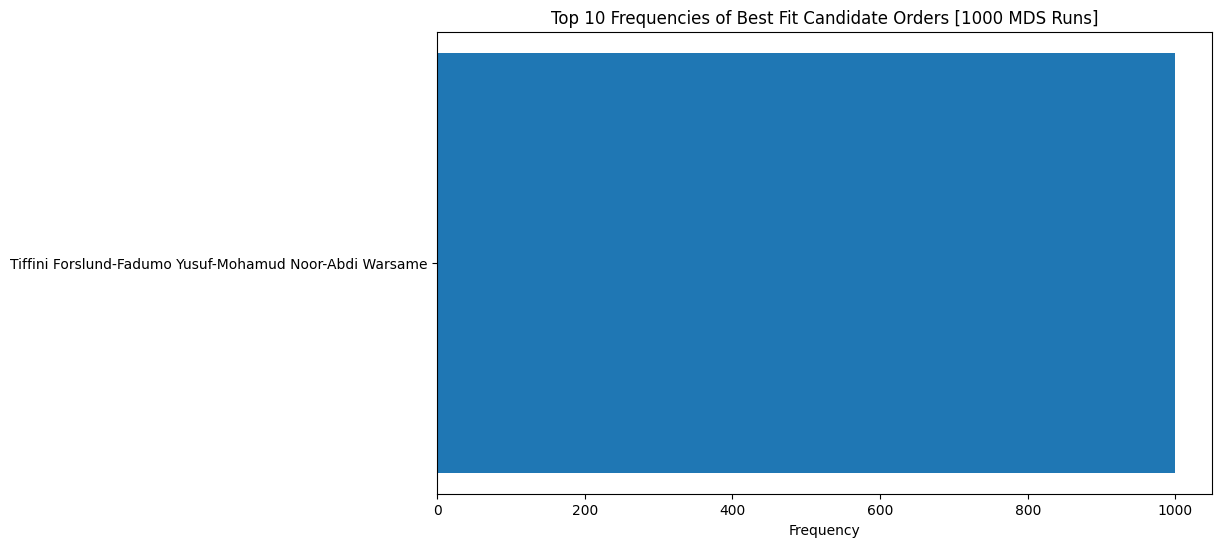 Top 10 Frequencies of Best Fit Candidate Orders [1000 MDS Runs]
Tiffini Forslund-Fadumo Yusuf-Mohamud Noor-Abdi Warsame
0 200 400 600 800 1000
Frequency